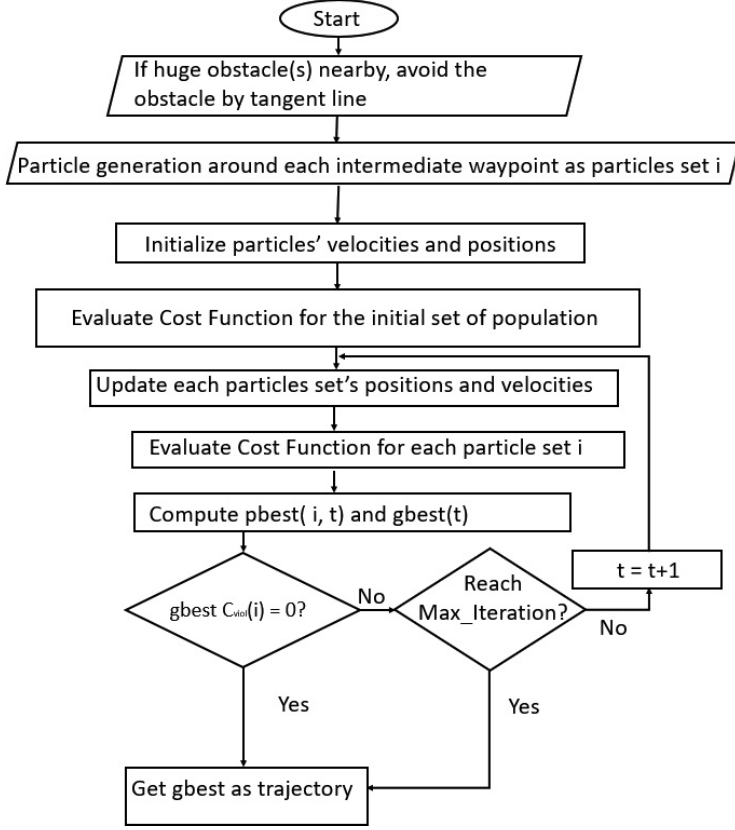 Start
If huge obstacle(s) nearby, avoid the
obstacle by tangent line
Particle generation around each intermediate waypoint as particles set i
Initialize particles' velocities and positions
Evaluate Cost Function for the initial set of population
Update each particles set's positions and velocities
Evaluate Cost Function for each particle set i
Compute pbest( i, t) and gbest(t)
gbest Cviol(i) = 0?
No
Reach
Max_Iteration?
No
t = t+1
Yes
Yes
Get gbest as trajectory